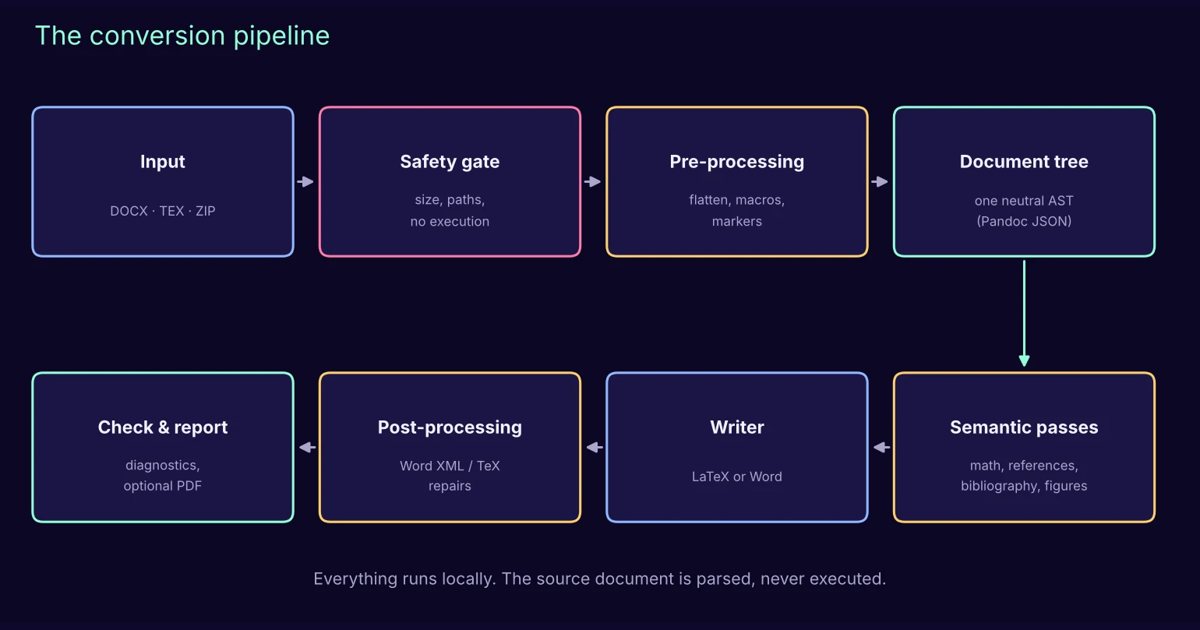 The conversion pipeline
Input
DOCX · TEX · ZIP
Safety gate
size, paths,
no execution
Pre-processing
flatten, macros,
markers
Document tree
one neutral AST
(Pandoc JSON)
Semantic passes
math, references,
bibliography, figures
Writer
LaTeX or Word
Post-processing
Word XML / TeX
repairs
Check & report
diagnostics,
optional PDF
Everything runs locally. The source document is parsed, never executed.